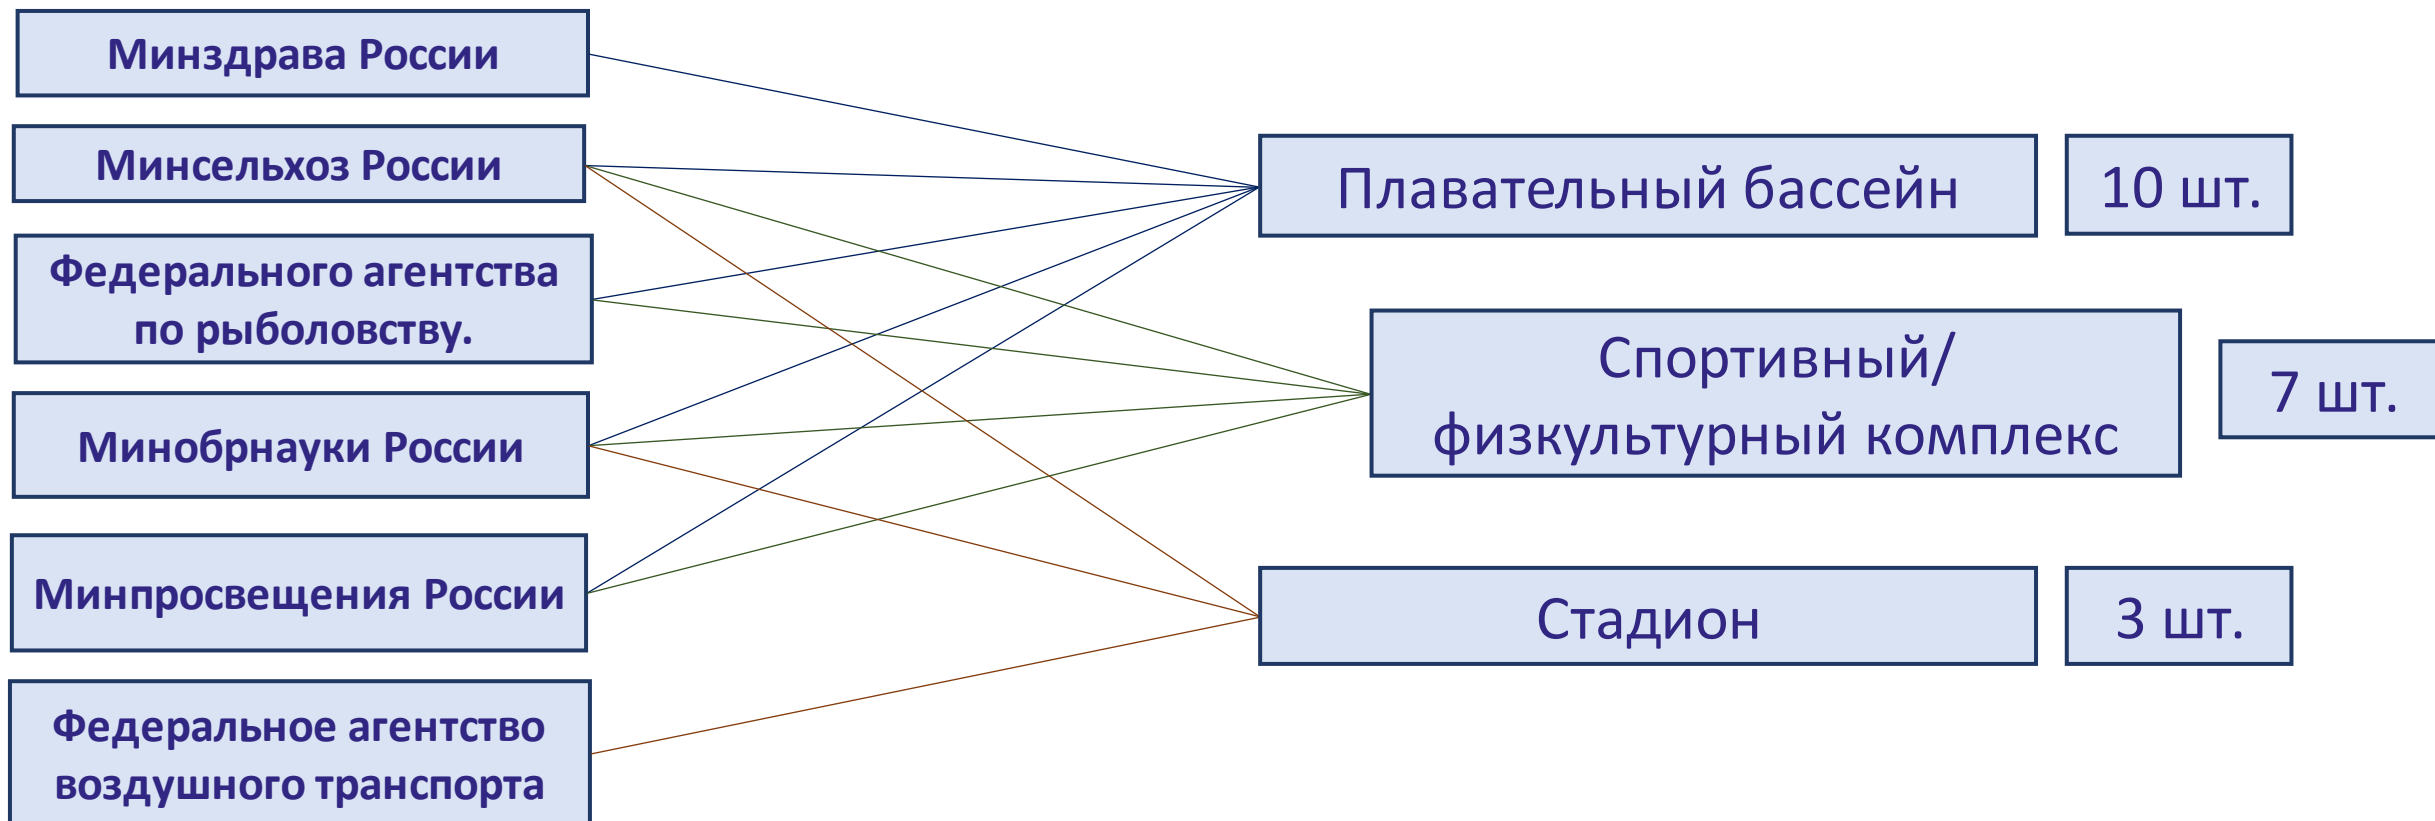 Минздрава России
Минсельхоз России
Федерального агентства
по рыболовству.
Минобрнауки России
Минпросвещения России
Федеральное агентство
воздушного транспорта
Плавательный бассейн
10 шт.
Спортивный/
физкультурный комплекс
7 шт.
Стадион
3 шт.